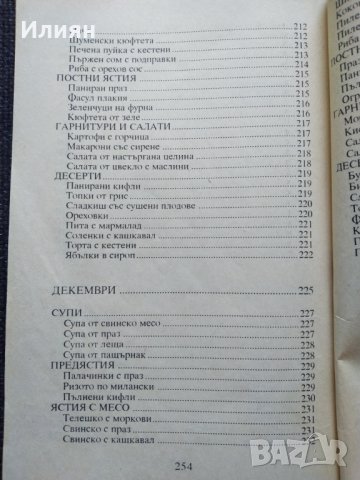 Илиян
212
Шуменски кюфтета 212
Печена пуйка с кестени 213
Пържен сом с подправки 213
Риба с орехов сос 214
ПОСТНИ ЯСТИЯ 215
Паниран праз 215
Фасул плакия 215
Зеленчуци на фурна 216
Кюфтета от зеле 216
ГАРНИТУРИ И САЛАТИ 217
Картофи с горчица 217
Макарони със сирене 217
Салата от настъргана целина 218
Салата от цвекло с маслини 218
ДЕСЕРТИ 219
Панирани кифли 219
Топки от грис 219
Сладкиш със сушени плодове 220
Ореховки 220
Пита с мармалад 221
Соленки с кашкавал 221
Торта с кестени 221
Ябълки в сироп 222
ДЕКЕМВРИ 225
СУПИ 227
Супа от свинско месо 227
Супа от праз 227
Супа от леща 228
Супа от пащърнак 228
ПРЕДЯСТИЯ 229
Палачинки с праз 229
Ризото по милански 229
Пълнени кифли 230
ЯСТИЯ С МЕСО 231
Телешко с моркови 231
Свинско с праз 231
Свинско с кашкавал 232
254
BAZAR